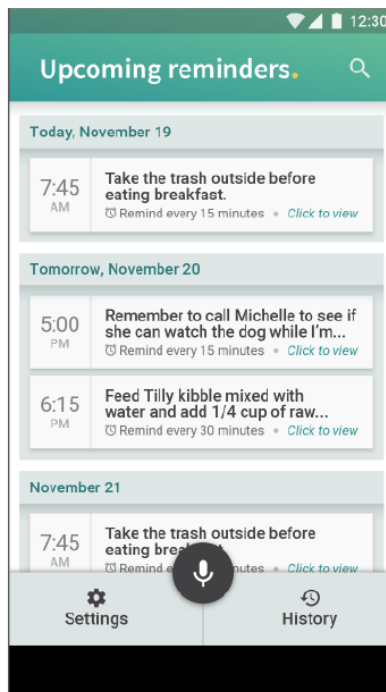 12:30
Upcoming reminders.
Today, November 19
7:45
AM
Take the trash outside before
eating breakfast.
Remind every 15 minutes • Click to view
Tomorrow, November 20
5:00
PM
Remember to call Michelle to see if
she can watch the dog while I'm...
Remind every 15 minutes • Click to view
6:15
PM
Feed Tilly kibble mixed with
water and add 1/4 cup of raw...
Remind every 30 minutes • Click to view
November 21
7:45
AM
Take the trash outside before
eating
Remind • Click to view
Settings
History